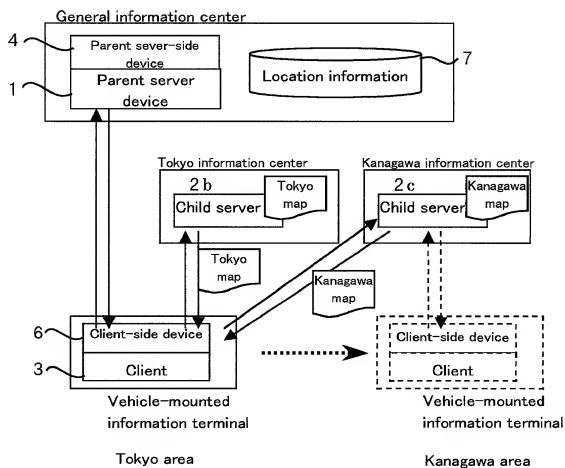 General information center
4
Parent sever-side
device
1
Parent server
device
Location information
7
Tokyo information center
2b
Child server
Tokyo
map
Kanagawa information center
2c
Child server
Kanagawa
map
Tokyo
map
Kanagawa
map
6
Client-side device
3
Client
Vehicle-mounted
information terminal
Tokyo area
Client-side device
Client
Vehicle-mounted
information terminal
Kanagawa area